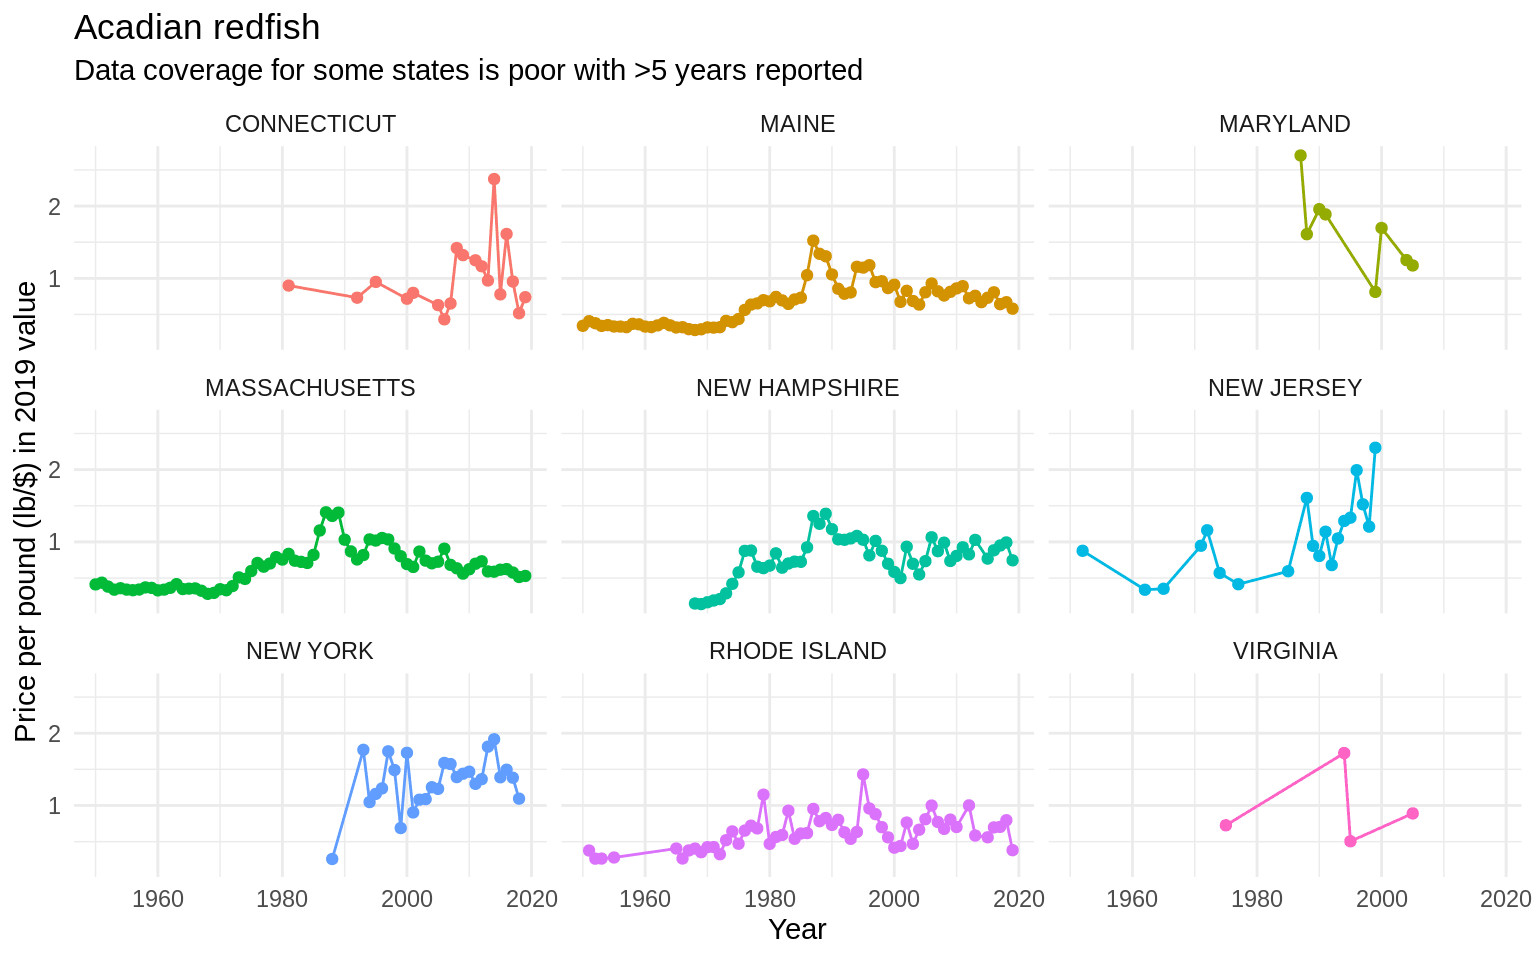 Acadian redfish
Data coverage for some states is poor with >5 years reported
CONNECTICUT
MAINE
MARYLAND
2
1
MASSACHUSETTS
NEW HAMPSHIRE
NEW JERSEY
2
1
NEW YORK
RHODE ISLAND
VIRGINIA
2
1
Price per pound (lb/$) in 2019 value
1960 1980 2000 2020 1960 1980 2000 2020 1960 1980 2000 2020
Year